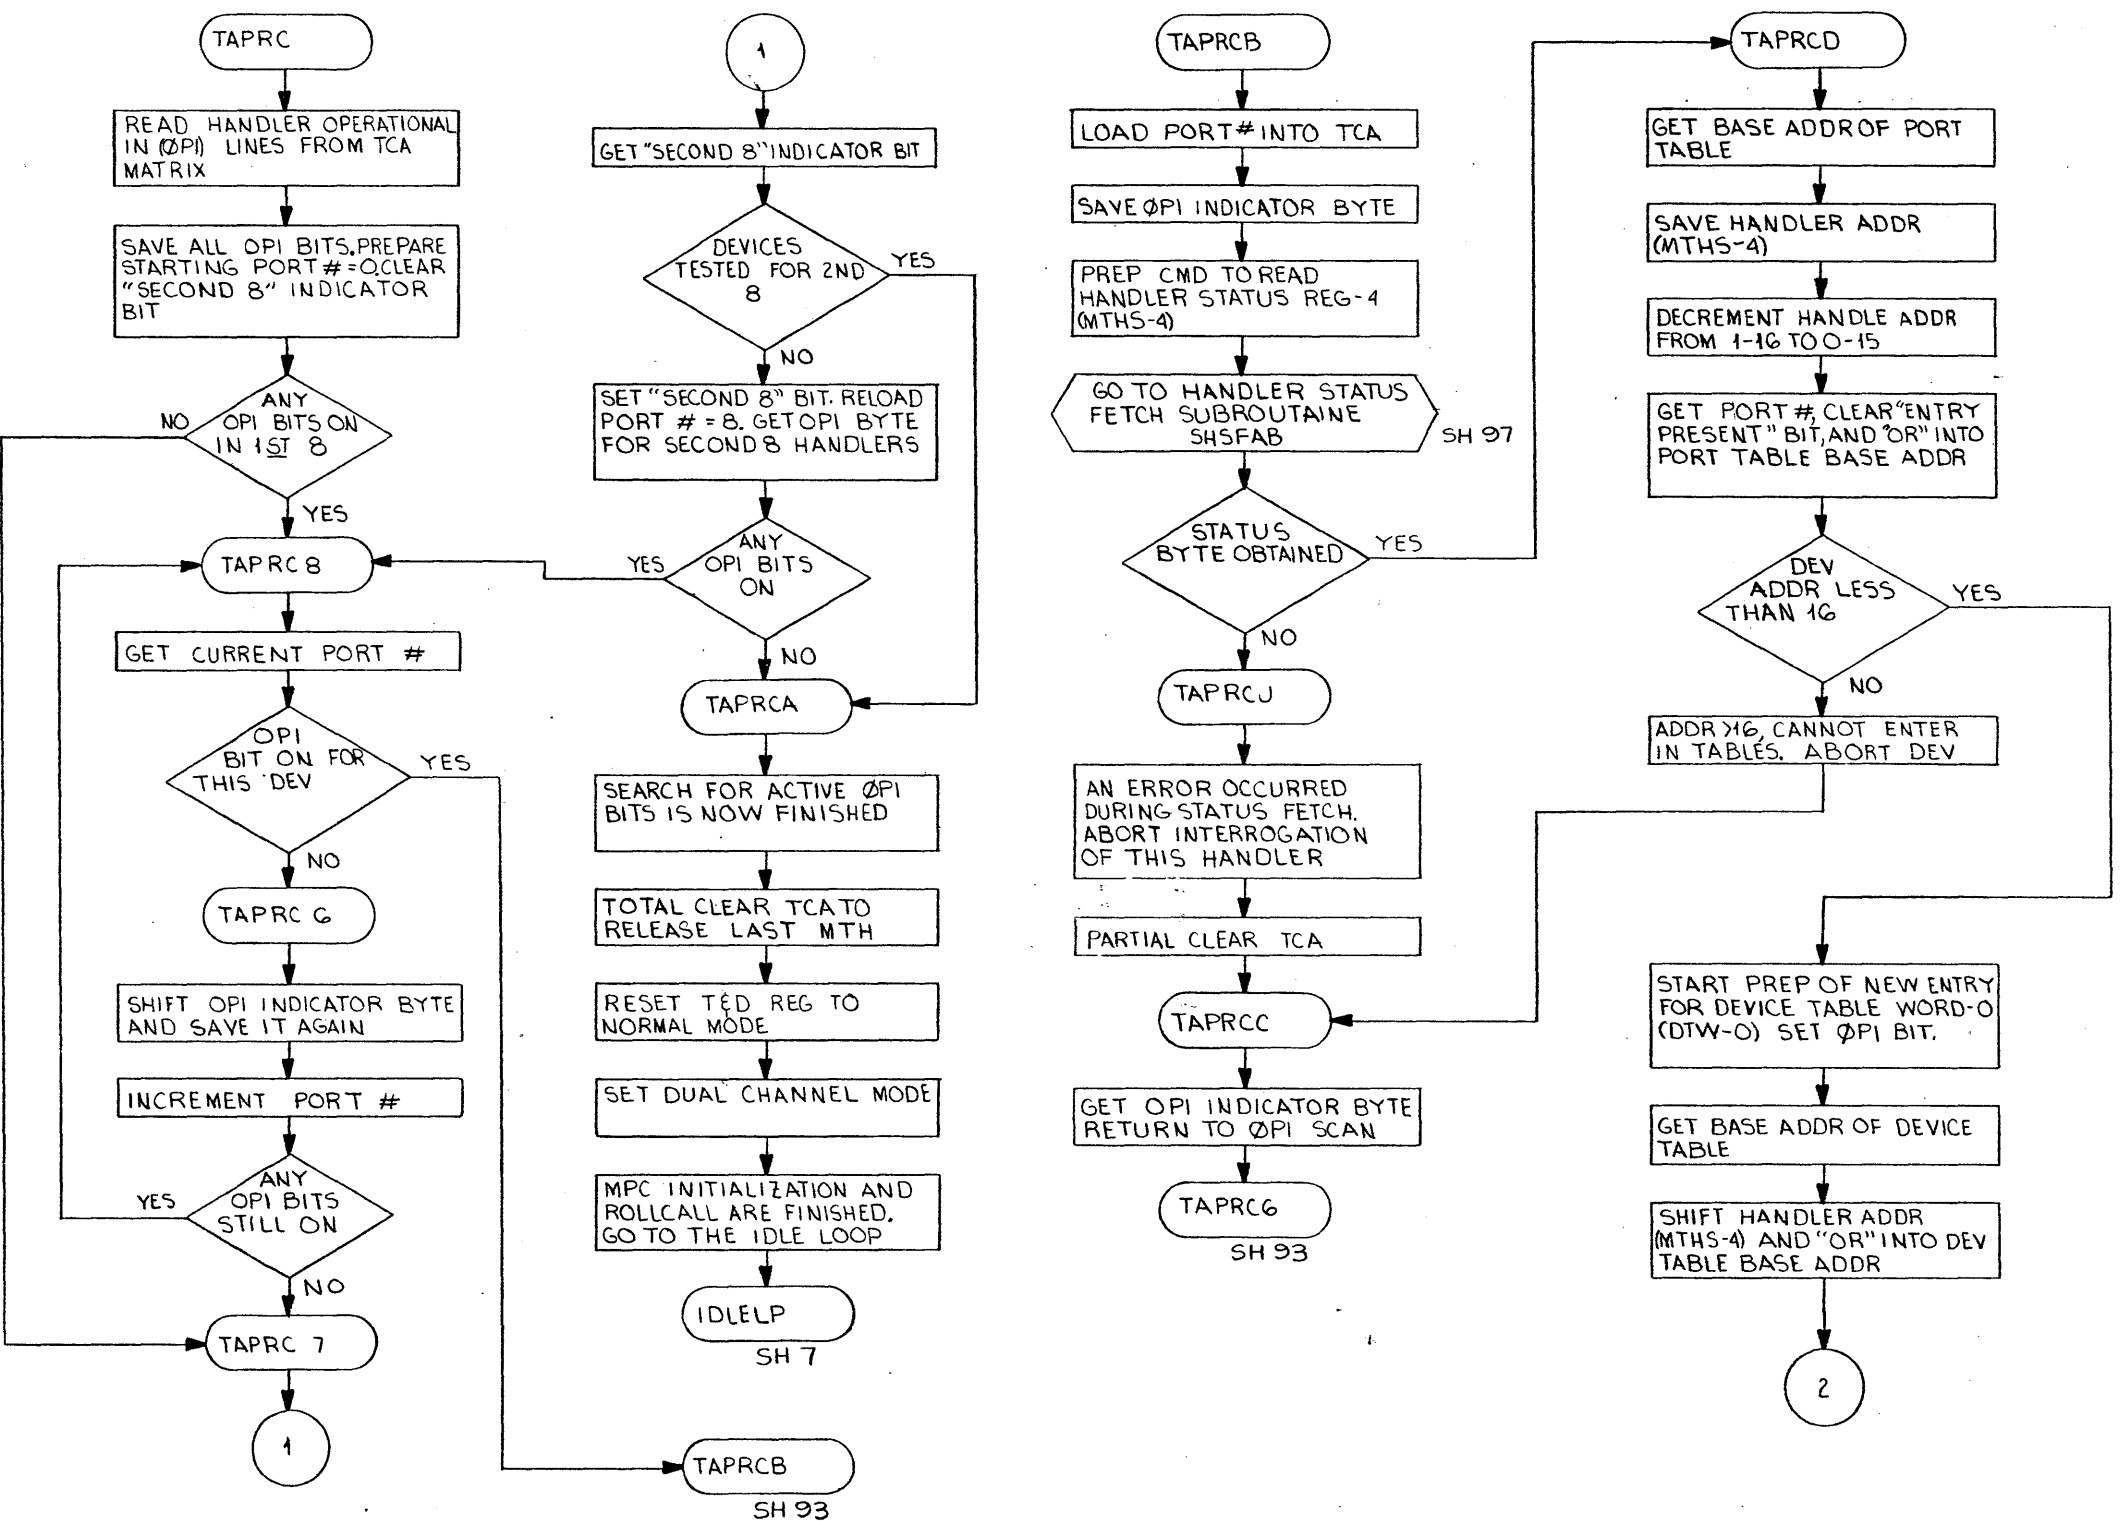 TAPRC
READ HANDLER OPERATIONAL
IN (ØPI) LINES FROM TCA
MATRIX
SAVE ALL OPI BITS.PREPARE
STARTING PORT #=O.CLEAR
"SECOND 8" INDICATOR
BIT
ANY
OPI BITS ON
IN 1ST 8
NO
YES
TAPRC 8
GET CURRENT PORT #
OPI
BIT ON FOR
THIS DEV
YES
NO
TAPRC 6
SHIFT OPI INDICATOR BYTE
AND SAVE IT AGAIN
INCREMENT PORT #
ANY
OPI BITS
STILL ON
YES
NO
TAPRC 7
1
1
GET "SECOND 8" INDICATOR BIT
DEVICES
TESTED FOR 2ND
8
YES
NO
SET "SECOND 8" BIT. RELOAD
PORT # = 8. GET OPI BYTE
FOR SECOND 8 HANDLERS
ANY
OPI BITS
ON
YES
NO
TAPRCA
SEARCH FOR ACTIVE ØPI
BITS IS NOW FINISHED
TOTAL CLEAR TCA TO
RELEASE LAST MTH
RESET T&D REG TO
NORMAL MODE
SET DUAL CHANNEL MODE
MPC INITIALIZATION AND
ROLLCALL ARE FINISHED.
GO TO THE IDLE LOOP
IDLELP
SH 7
TAPRCB
SH 93
TAPRCB
LOAD PORT # INTO TCA
SAVE ØPI INDICATOR BYTE
PREP CMD TO READ
HANDLER STATUS REG-4
(MTHS-4)
GO TO HANDLER STATUS
FETCH SUBROUTAINE
SHSFAB
SH 97
STATUS
BYTE OBTAINED
YES
NO
TAPRCJ
AN ERROR OCCURRED
DURING STATUS FETCH.
ABORT INTERROGATION
OF THIS HANDLER
PARTIAL CLEAR TCA
TAPRCC
GET OPI INDICATOR BYTE
RETURN TO ØPI SCAN
TAPRC6
SH 93
TAPRCD
GET BASE ADDR OF PORT
TABLE
SAVE HANDLER ADDR
(MTHS-4)
DECREMENT HANDLE ADDR
FROM 1-16 TO 0-15
GET PORT #, CLEAR "ENTRY
PRESENT" BIT, AND "OR" INTO
PORT TABLE BASE ADDR
DEV
ADDR LESS
THAN 16
YES
NO
ADDR >16, CANNOT ENTER
IN TABLES. ABORT DEV
START PREP OF NEW ENTRY
FOR DEVICE TABLE WORD-O
(DTW-O) SET ØPI BIT.
GET BASE ADDR OF DEVICE
TABLE
SHIFT HANDLER ADDR
(MTHS-4) AND "OR" INTO DEV
TABLE BASE ADDR
2